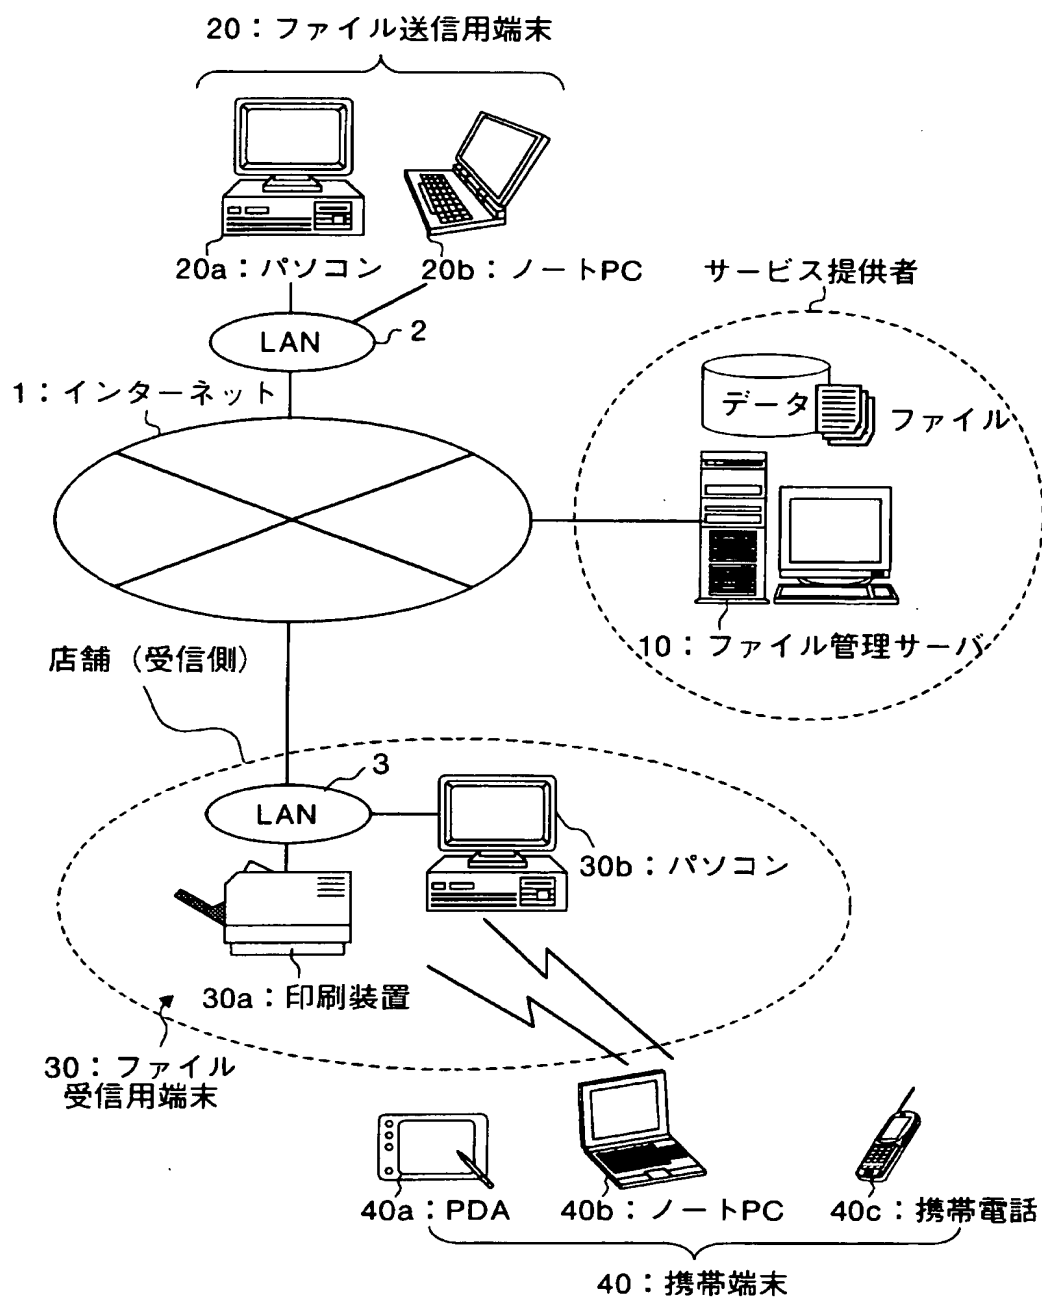 20：ファイル送信用端末
20a：パソコン
20b：ノートPC
サービス提供者
LAN
2
1：インターネット
データ
ファイル
10：ファイル管理サーバ
店舗（受信側）
3
LAN
30b：パソコン
30a：印刷装置
30：ファイル
受信用端末
40a：PDA
40b：ノートPC
40c：携帯電話
40：携帯端末